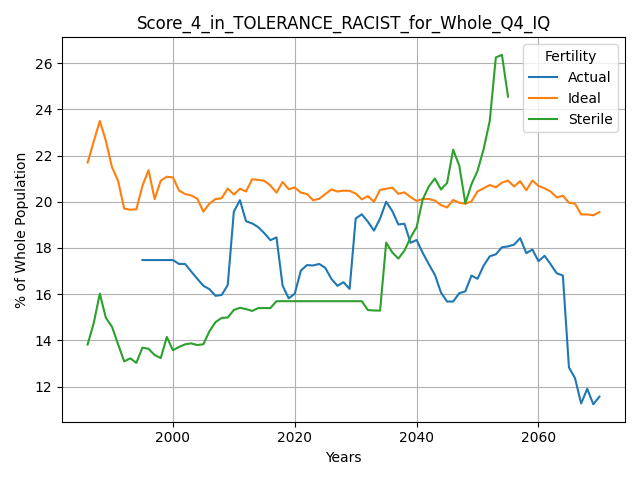 Score_4_in_TOLERANCE_RACIST_for_Whole_Q4_IQ
Fertility
Actual
Ideal
Sterile
% of Whole Population
26
24
22
20
18
16
14
12
2000
2020
2040
2060
Years